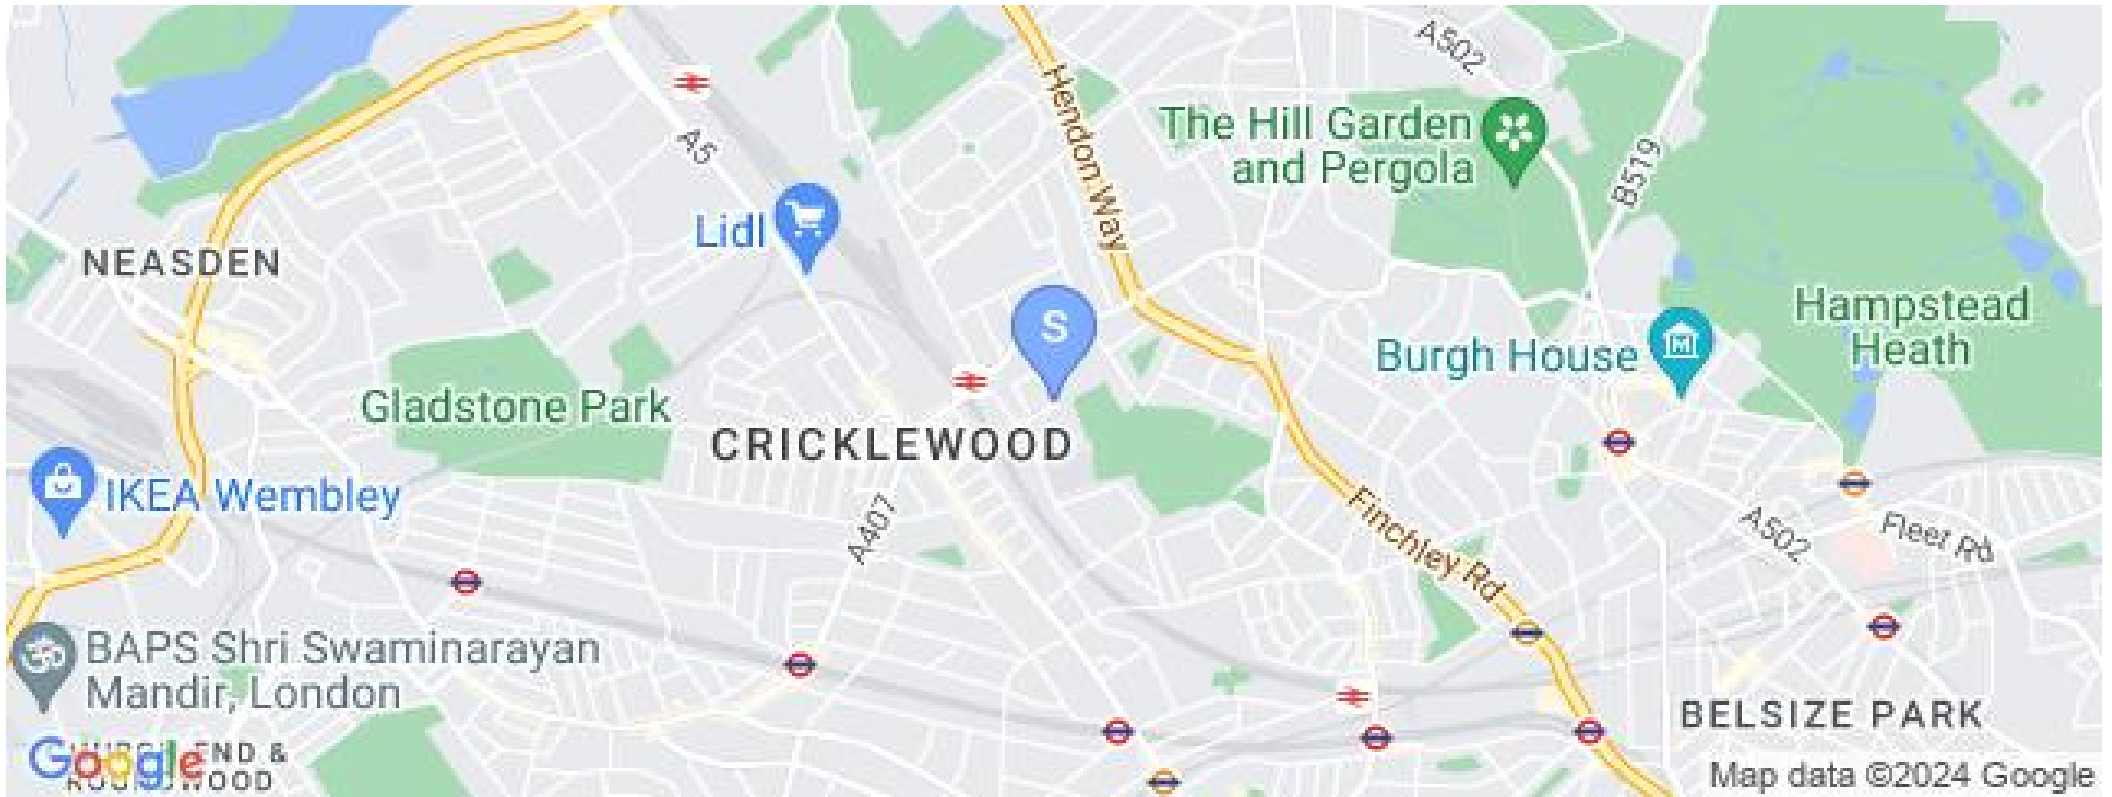 A502
Hendon Way
The Hill Garden
and Pergola
A5
B519
Lidl
NEASDEN
Hampstead
Heath
S
Burgh House
Gladstone Park
CRICKLEWOOD
IKEA Wembley
A407
Finchley Rd
A502
Fleet Rd
BAPS Shri Swaminarayan
Mandir, London
BELSIZE PARK
Google
END &
WOOD
Map data ©2024 Google